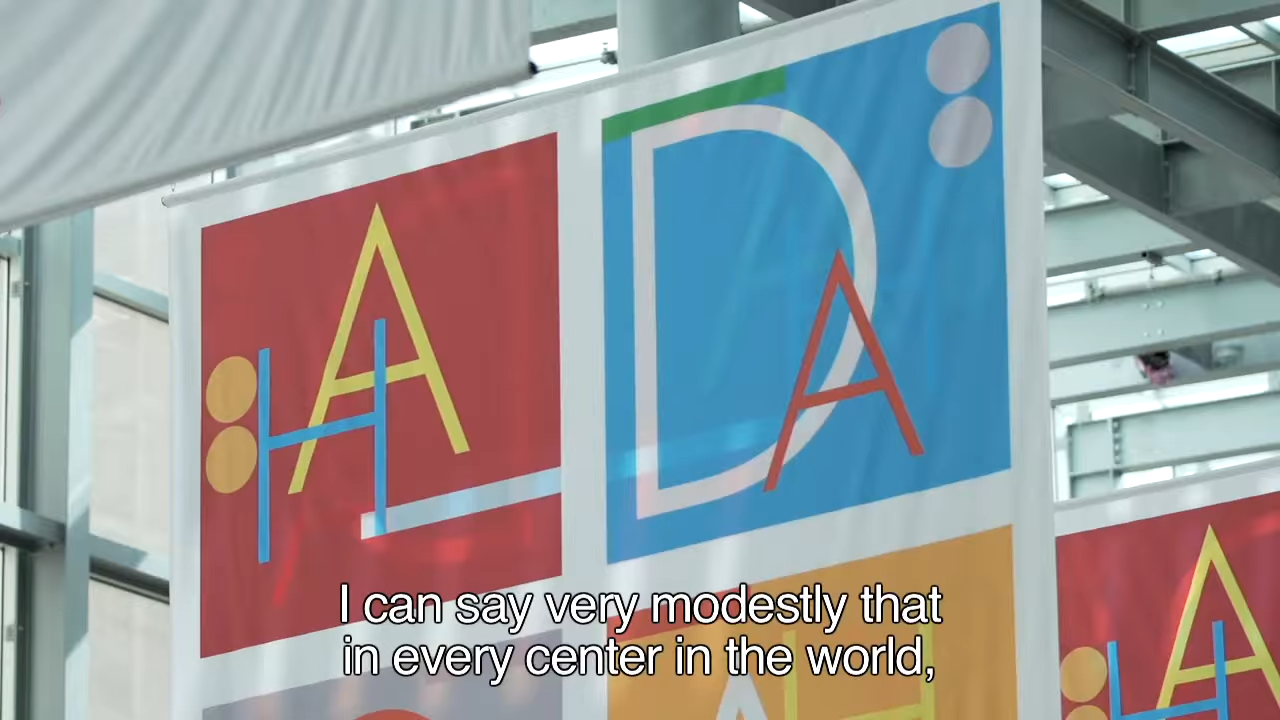 A
H
D
A
I can say very modestly that
in every center in the world,
A
H